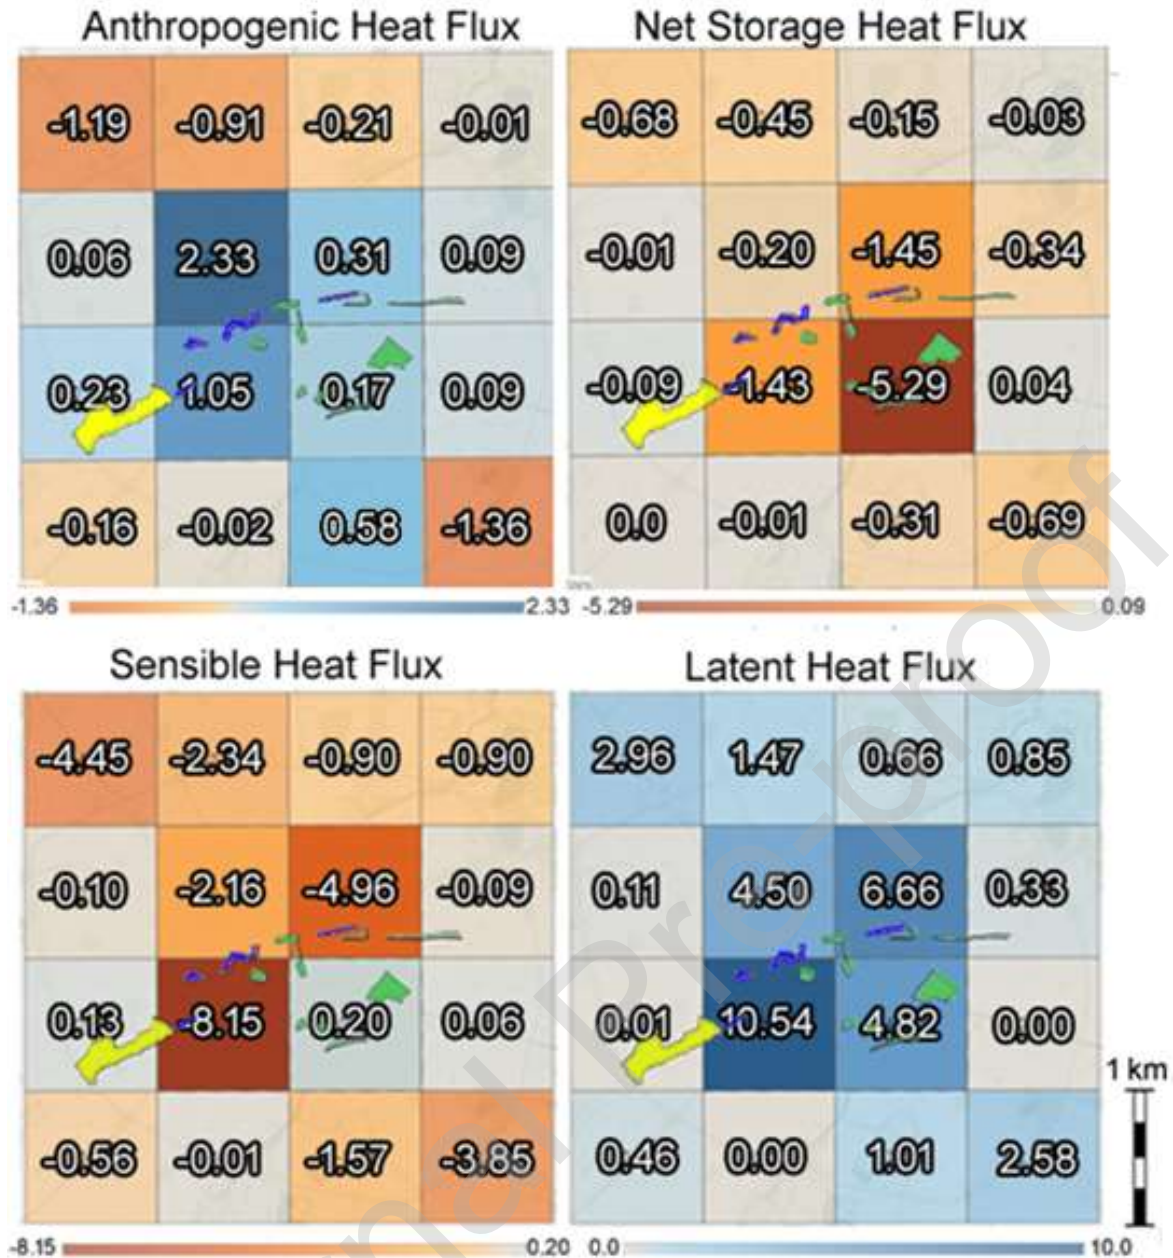 Anthropogenic Heat Flux
Net Storage Heat Flux
-1.19 -0.91 -0.21 -0.01
-0.68 -0.45 -0.15 -0.03
0.06 2.33 0.31 0.09
-0.01 -0.20 -1.45 -0.34
0.23 1.05 0.17 0.09
-0.09 -1.43 -5.29 0.04
-0.16 -0.02 0.58 -1.36
0.0 -0.01 -0.31 -0.69
-1.36 2.33
-5.29 0.09
Sensible Heat Flux
Latent Heat Flux
-4.45 -2.34 -0.90 -0.90
2.96 1.47 0.66 0.85
-0.10 -2.16 -4.96 -0.09
0.11 4.50 6.66 0.33
0.13 -8.15 0.20 0.06
0.01 10.54 4.82 0.00
-0.56 -0.01 -1.57 -3.85
0.46 0.00 1.01 2.58
1 km
-8.15 0.20
0.0 10.0
nal Pre-proof